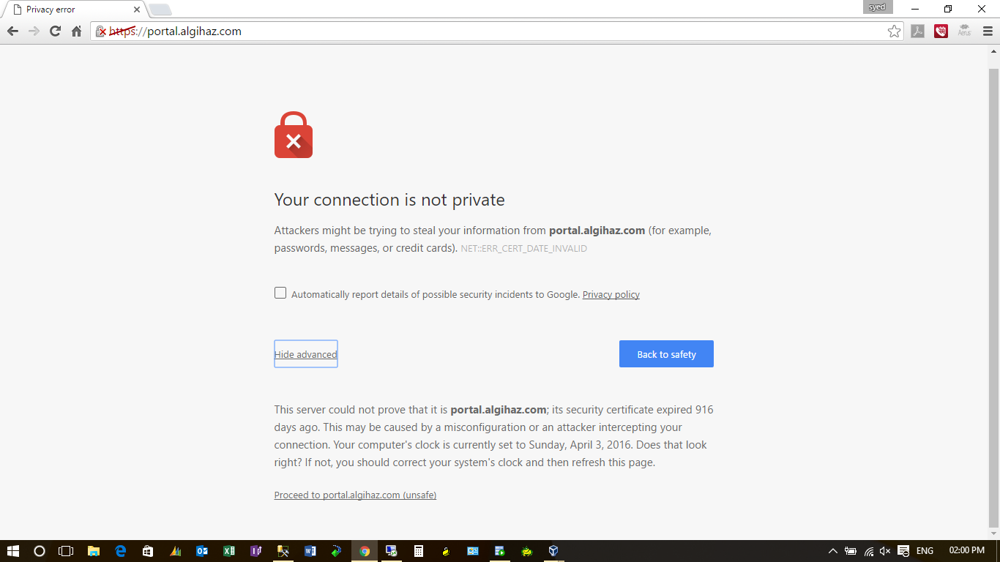 Privacy error
syed
https://portal.algihaz.com
Aerus
Your connection is not private
Attackers might be trying to steal your information from portal.algihaz.com (for example,
passwords, messages, or credit cards). NET::ERR_CERT_DATE_INVALID
Automatically report details of possible security incidents to Google. Privacy policy
Hide advanced
Back to safety
This server could not prove that it is portal.algihaz.com; its security certificate expired 916
days ago. This may be caused by a misconfiguration or an attacker intercepting your
connection. Your computer's clock is currently set to Sunday, April 3, 2016. Does that look
right? If not, you should correct your system's clock and then refresh this page.
Proceed to portal.algihaz.com (unsafe)
ENG
02:00 PM